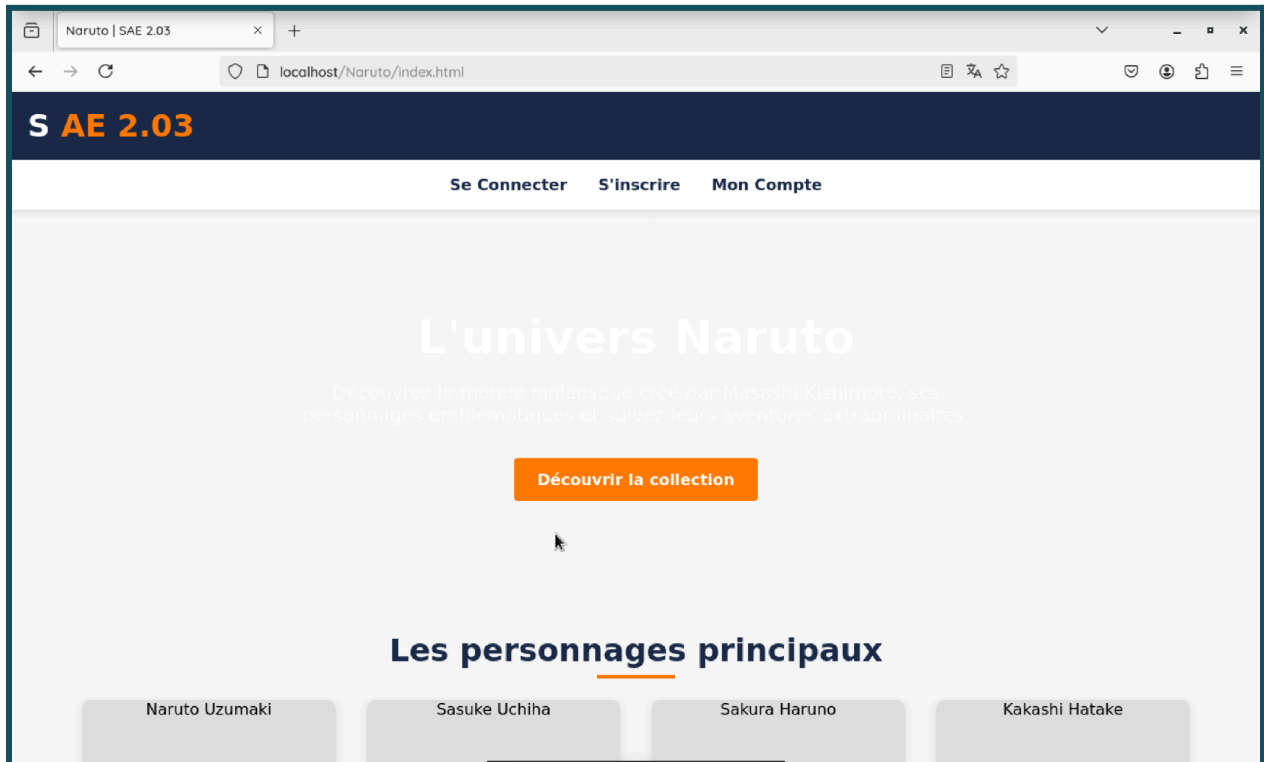 Naruto | SAE 2.03
localhost/Naruto/index.html
S AE 2.03
Se Connecter S'inscrire Mon Compte
L'univers Naruto
Découvrez le monde ninjaesque créé par Masashi Kishimoto, ses
personnages emblématiques et suivez leurs aventures extraordinaires.
Découvrir la collection
Les personnages principaux
Naruto Uzumaki Sasuke Uchiha Sakura Haruno Kakashi Hatake